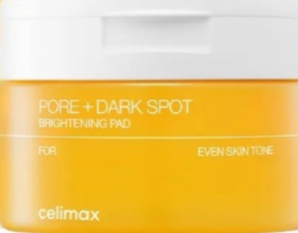 PORE + DARK SPOT
BRIGHTENING PAD
FOR EVEN SKIN TONE
celimax